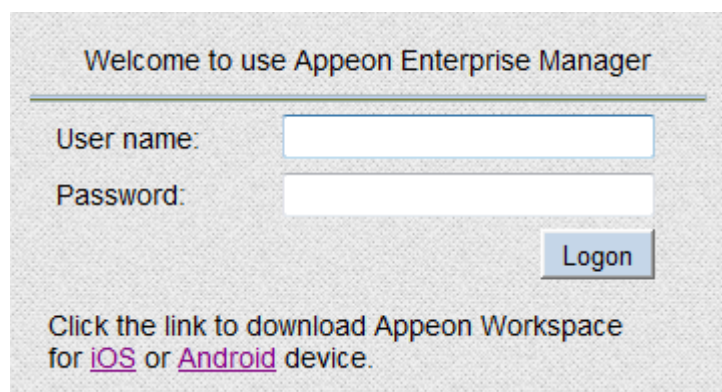 Welcome to use Appeon Enterprise Manager
User name:
Password:
Logon
Click the link to download Appeon Workspace
for iOS or Android device.